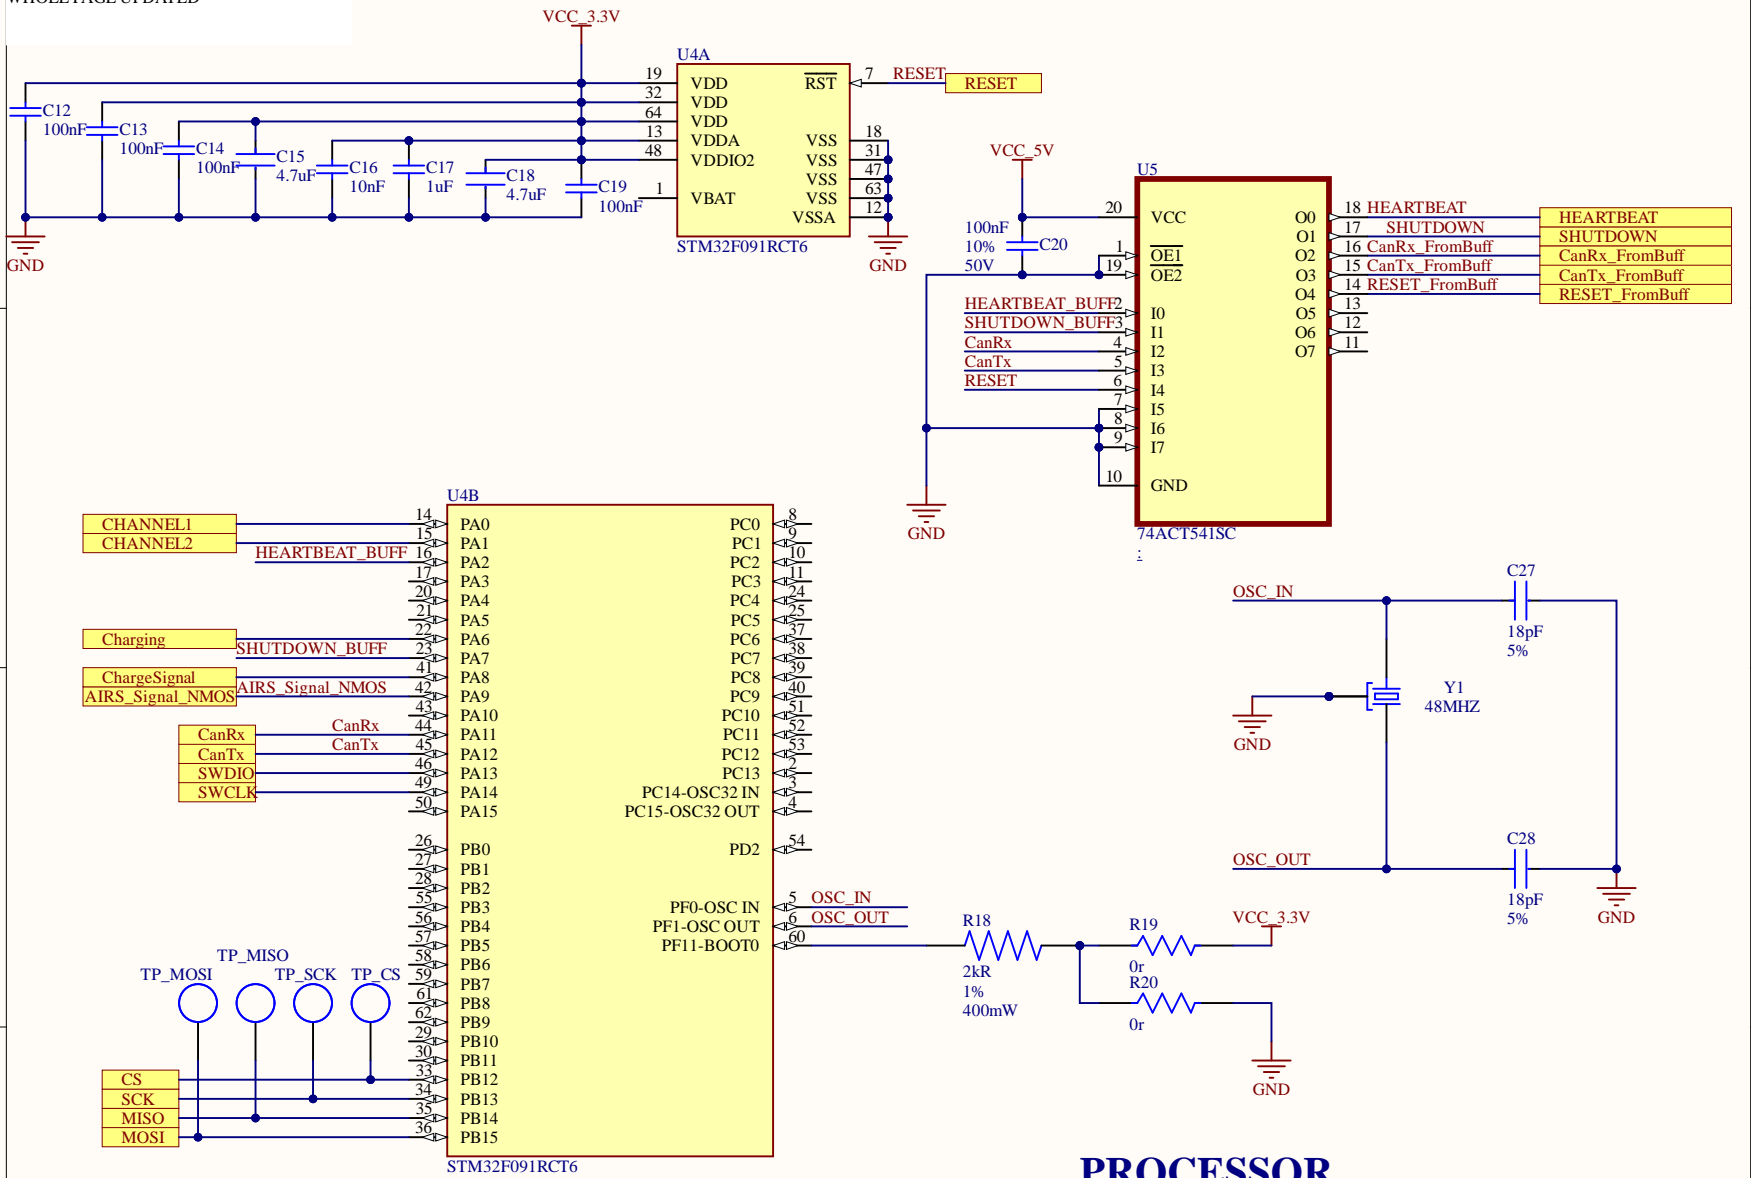 WHOLE PAGE UPDATED
VCC_3.3V
C12
100nF
C13
100nF
C14
100nF
C15
4.7uF
C16
10nF
C17
1uF
C18
4.7uF
C19
100nF
GND
U4A
19 VDD
32 VDD
64 VDD
13 VDDA
48 VDDIO2
1 VBAT
RST 7 RESET RESET
VSS 18
VSS 31
VSS 47
VSS 63
VSSA 12
STM32F091RCT6
GND
VCC_5V
100nF
10%
50V
C20
U5
20 VCC
1 OE1
19 OE2
HEARTBEAT_BUFF 2 I0
SHUTDOWN_BUFF 3 I1
CanRx 4 I2
CanTx 5 I3
RESET 6 I4
7 I5
8 I6
9 I7
10 GND
O0 18 HEARTBEAT HEARTBEAT
O1 17 SHUTDOWN SHUTDOWN
O2 16 CanRx_FromBuff CanRx_FromBuff
O3 15 CanTx_FromBuff CanTx_FromBuff
O4 14 RESET_FromBuff RESET_FromBuff
O5 13
O6 12
O7 11
GND
74ACT541SC
:
U4B
CHANNEL1 14 PA0
CHANNEL2 15 PA1
HEARTBEAT_BUFF 16 PA2
17 PA3
20 PA4
21 PA5
Charging 22 PA6
SHUTDOWN_BUFF 23 PA7
ChargeSignal 41 PA8
AIRS_Signal_NMOS AIRS_Signal_NMOS 42 PA9
43 PA10
CanRx CanRx 44 PA11
CanTx CanTx 45 PA12
SWDIO 46 PA13
SWCLK 49 PA14
50 PA15
26 PB0
27 PB1
28 PB2
55 PB3
56 PB4
57 PB5
58 PB6
59 PB7
61 PB8
62 PB9
29 PB10
30 PB11
CS 33 PB12
SCK 34 PB13
MISO 35 PB14
MOSI 36 PB15
TP_MOSI
TP_MISO
TP_SCK
TP_CS
PC0 8
PC1 9
PC2 10
PC3 11
PC4 24
PC5 25
PC6 37
PC7 38
PC8 39
PC9 40
PC10 51
PC11 52
PC12 53
PC13 2
PC14-OSC32 IN 3
PC15-OSC32 OUT 4
PD2 54
PF0-OSC IN 5 OSC_IN
PF1-OSC OUT 6 OSC_OUT
PF11-BOOT0 60
STM32F091RCT6
R18
2kR
1%
400mW
R19
0r
R20
0r
VCC_3.3V
GND
OSC_IN
C27
18pF
5%
Y1
48MHZ
GND
OSC_OUT
C28
18pF
5%
GND
PROCESSOR